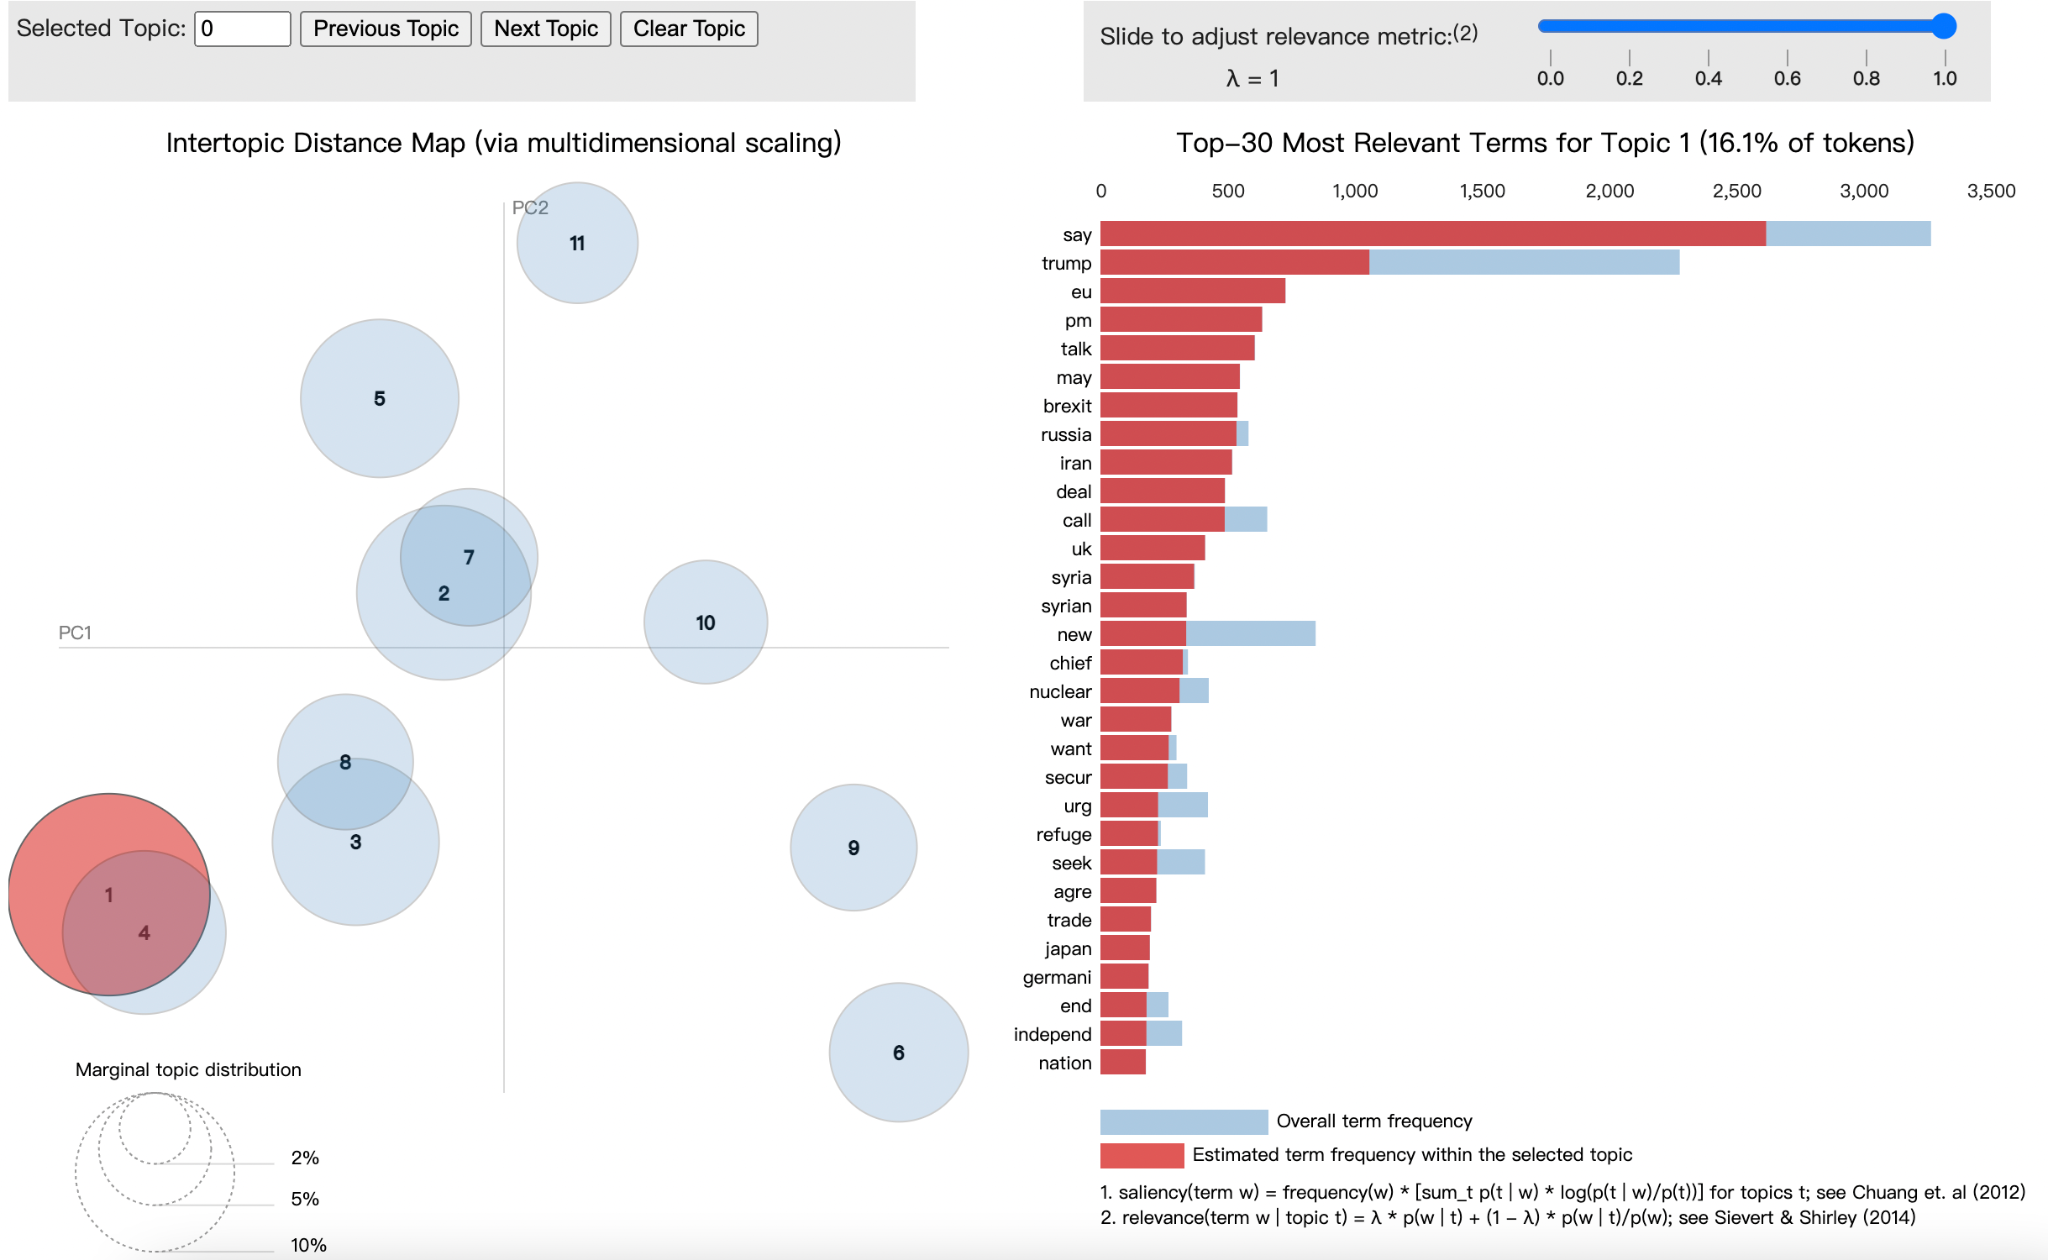 Selected Topic: 0 Previous Topic Next Topic Clear Topic
Slide to adjust relevance metric:(2)
λ = 1
0.0 0.2 0.4 0.6 0.8 1.0
Intertopic Distance Map (via multidimensional scaling)
PC2
PC1
11
5
7
2
10
8
3
9
1
4
6
Marginal topic distribution
2%
5%
10%
Top-30 Most Relevant Terms for Topic 1 (16.1% of tokens)
0 500 1,000 1,500 2,000 2,500 3,000 3,500
say
trump
eu
pm
talk
may
brexit
russia
iran
deal
call
uk
syria
syrian
new
chief
nuclear
war
want
secur
urg
refuge
seek
agre
trade
japan
germani
end
independ
nation
Overall term frequency
Estimated term frequency within the selected topic
1. saliency(term w) = frequency(w) * [sum_t p(t | w) * log(p(t | w)/p(t))] for topics t; see Chuang et. al (2012)
2. relevance(term w | topic t) = λ * p(w | t) + (1 − λ) * p(w | t)/p(w); see Sievert & Shirley (2014)